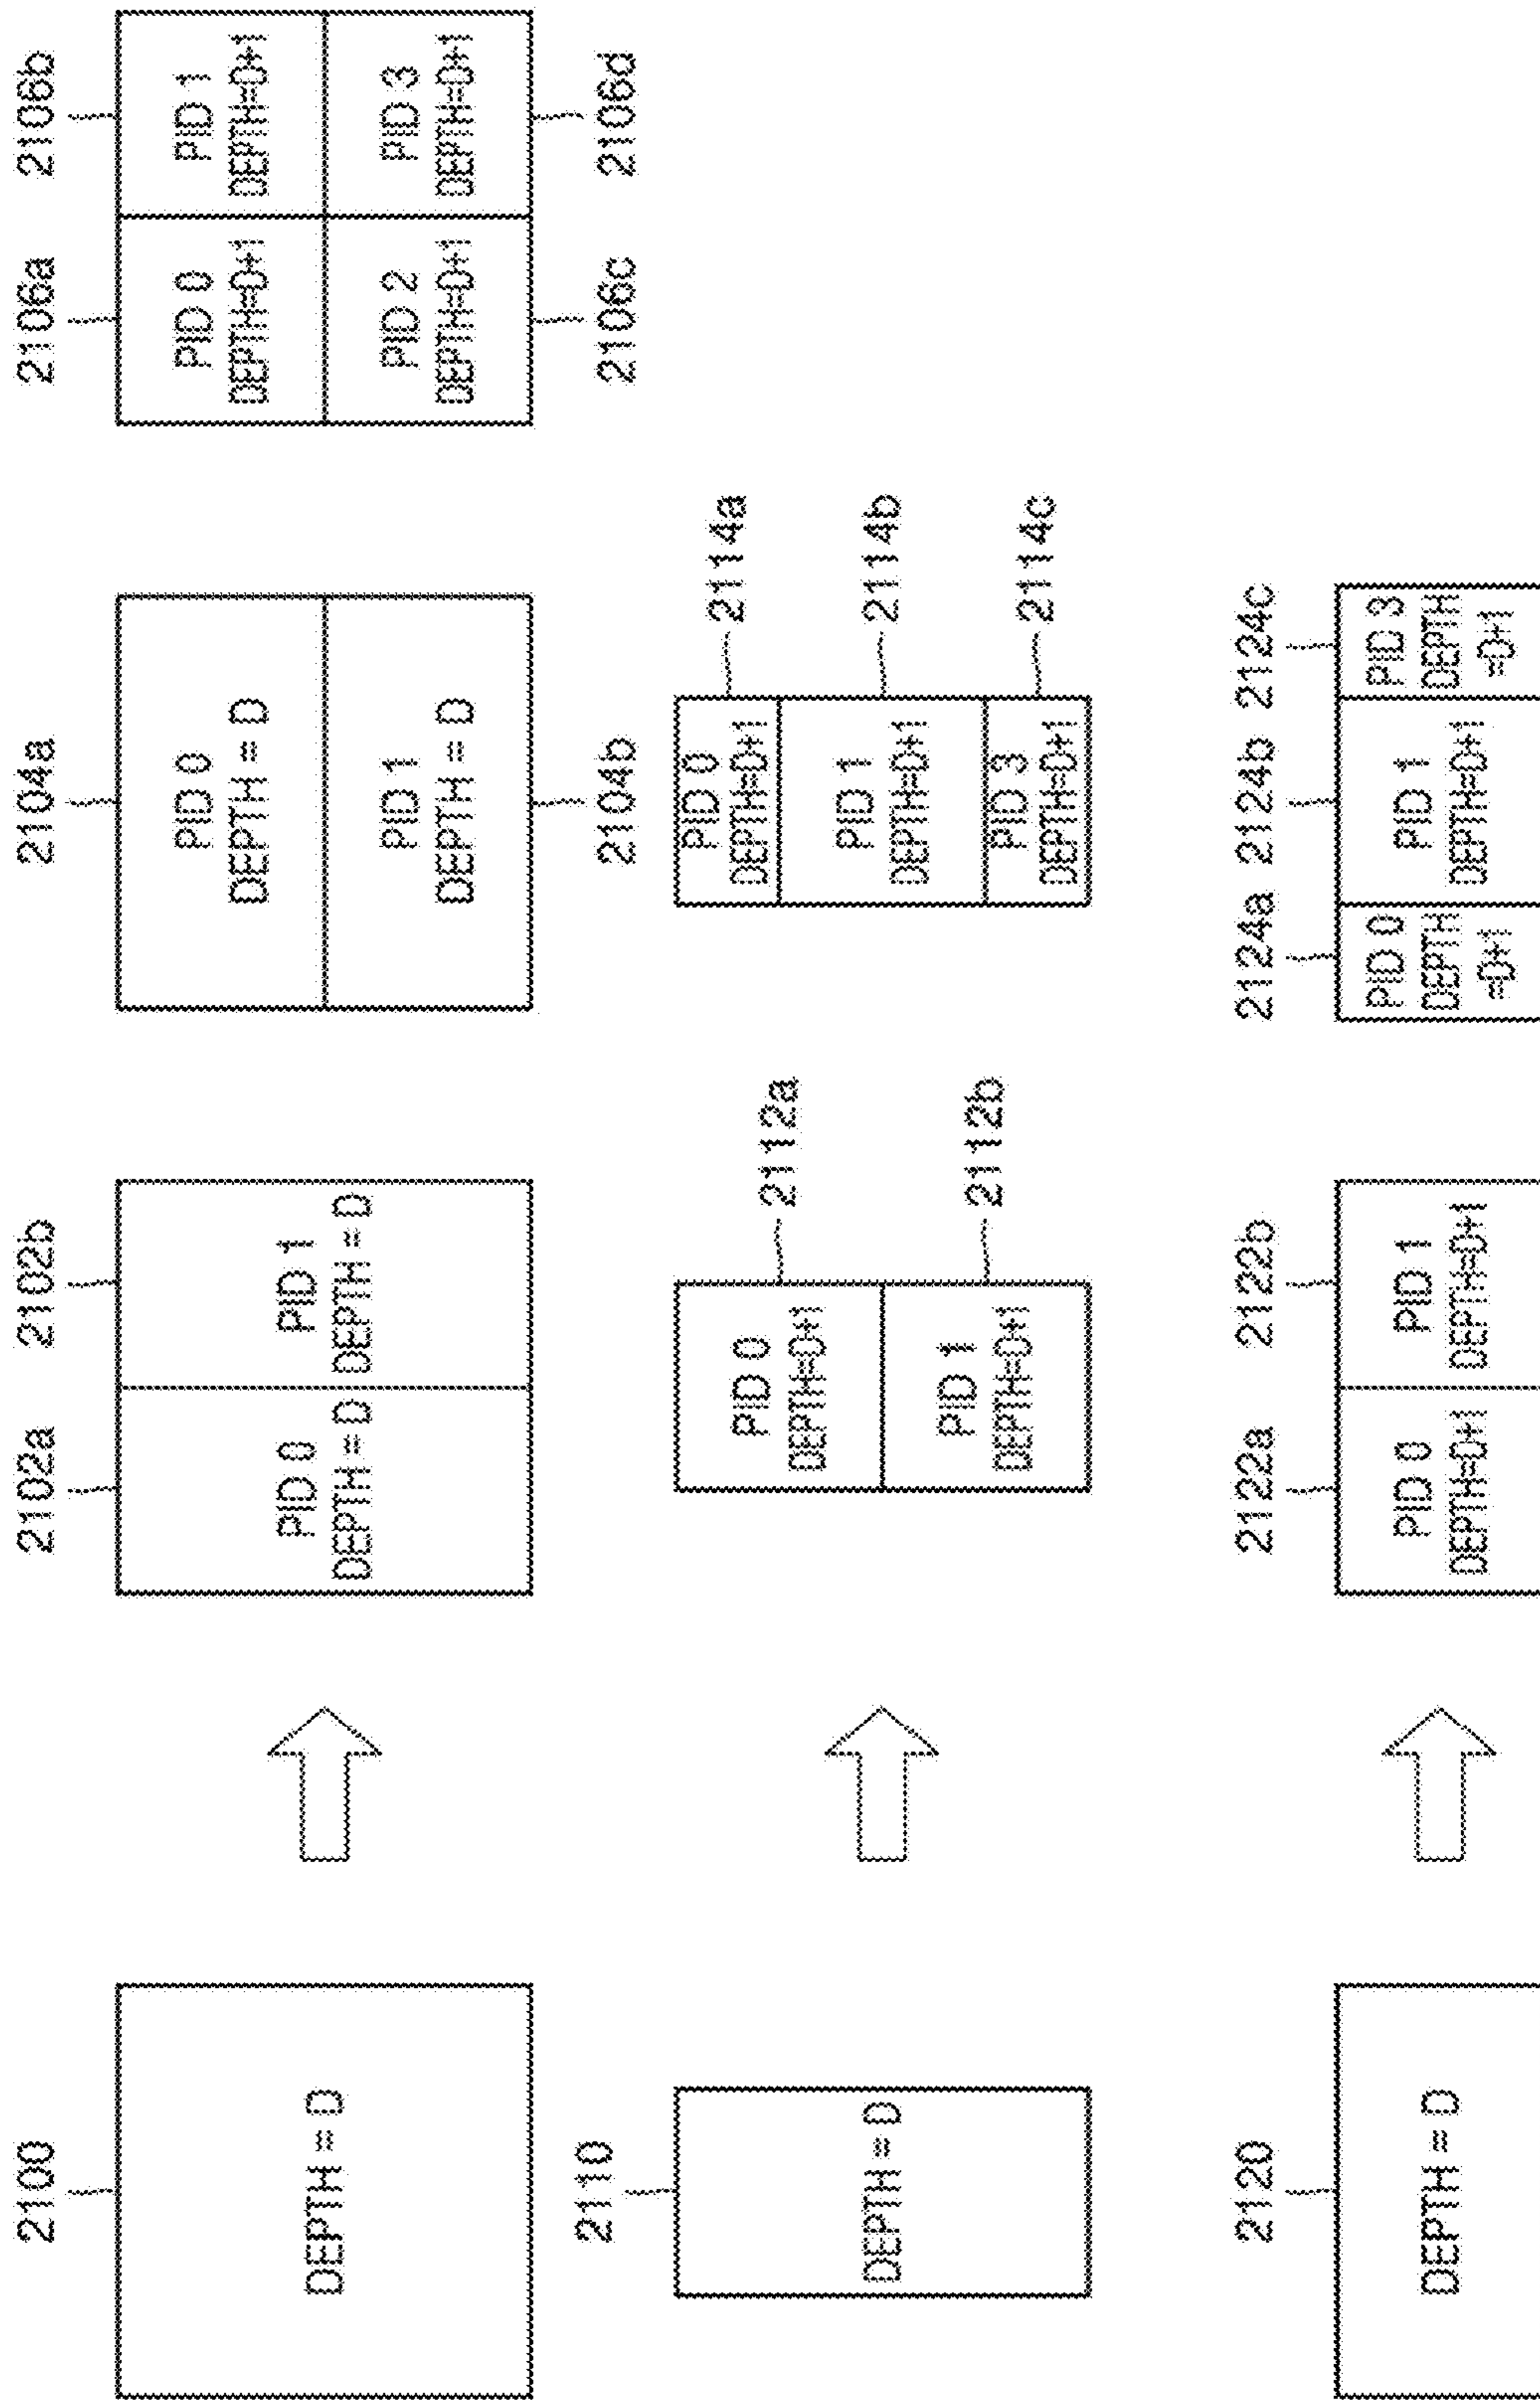 2100
DEPTH = D
2102a
2102b
PID 0
DEPTH = D
PID 1
DEPTH = D
2104a
PID 0
DEPTH = D
PID 1
DEPTH = D
2104b
2106a
2106b
PID 0
DEPTH=D+1
PID 1
DEPTH=D+1
PID 2
DEPTH=D+1
PID 3
DEPTH=D+1
2106c
2106d
2110
DEPTH = D
PID 0
DEPTH=D+1
2112a
PID 1
DEPTH=D+1
2112b
PID 0
DEPTH=D+1
2114a
PID 1
DEPTH=D+1
2114b
PID 3
DEPTH=D+1
2114c
2120
DEPTH = D
2122a
2122b
PID 0
DEPTH=D+1
PID 1
DEPTH=D+1
2124a
2124b
2124c
PID 0
DEPTH
=D+1
PID 1
DEPTH=D+1
PID 3
DEPTH
=D+1